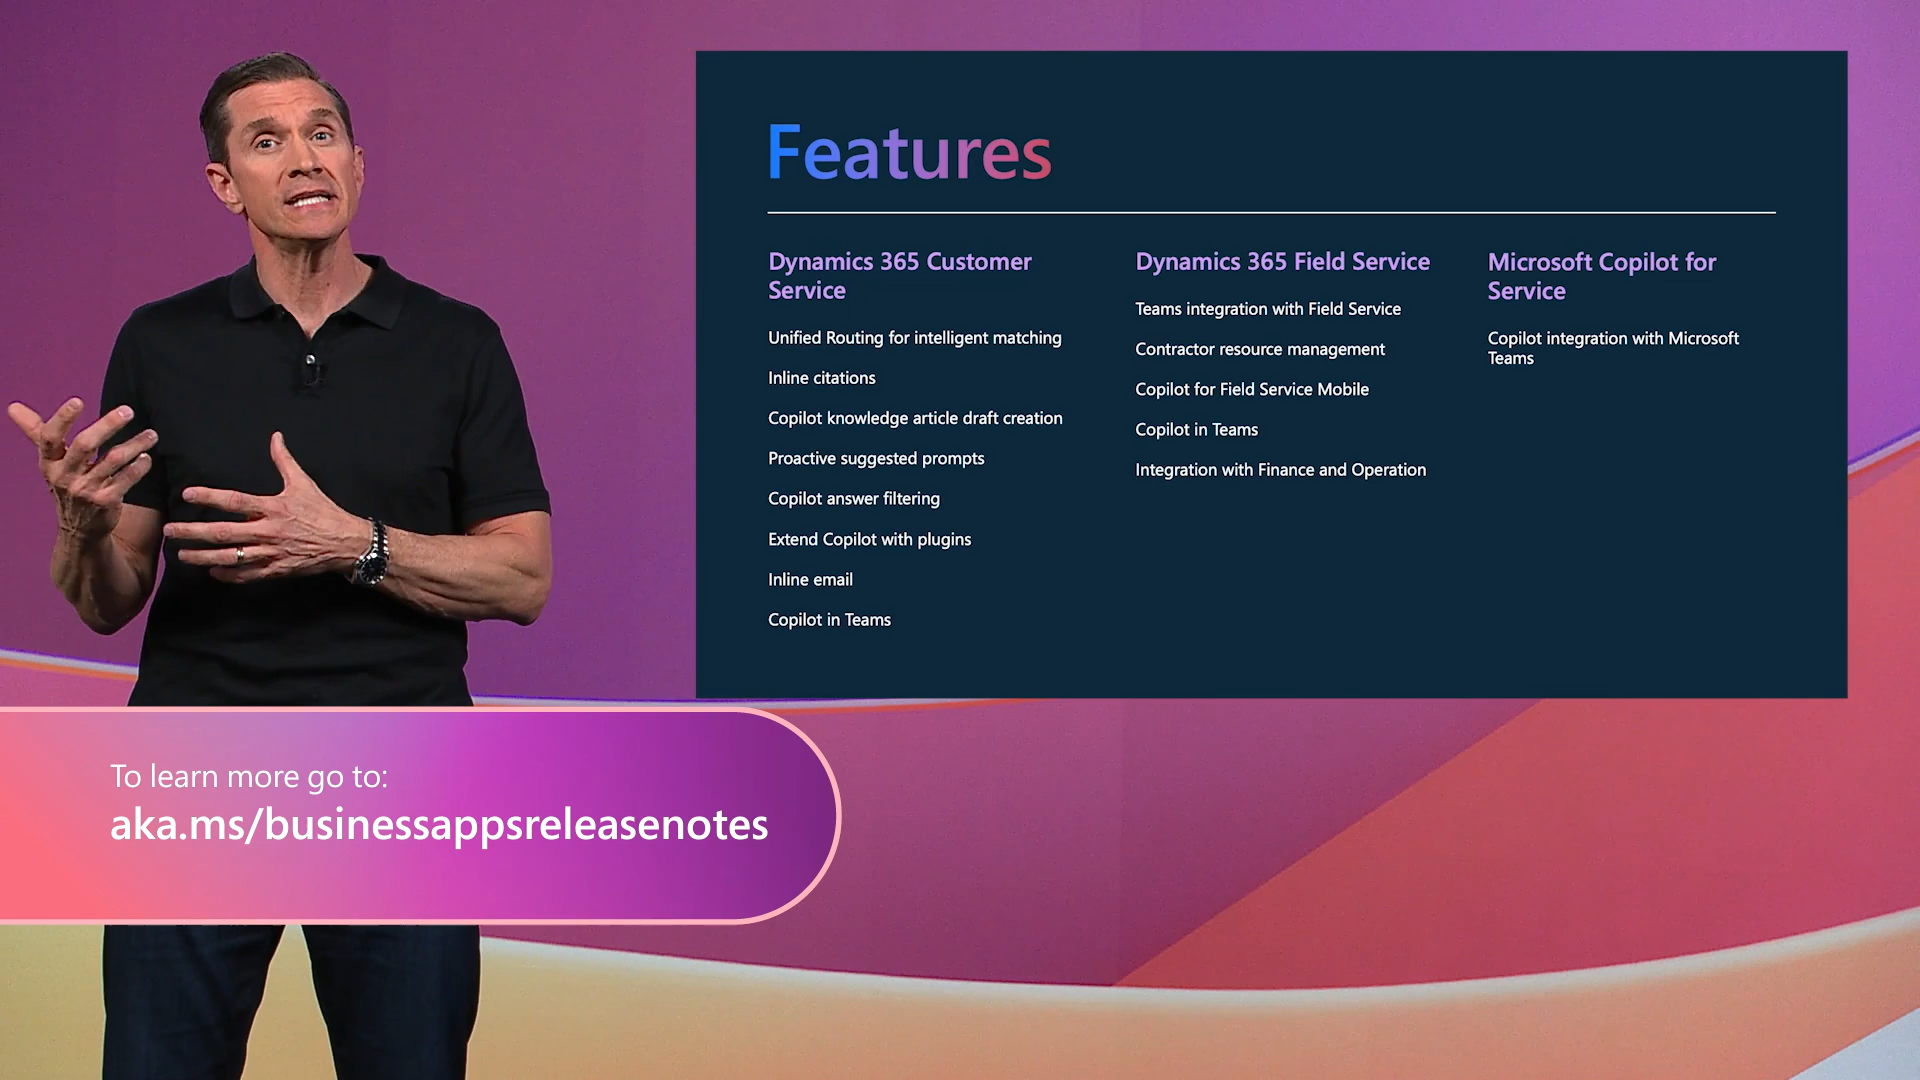 Features
Dynamics 365 Customer
Service
Unified Routing for intelligent matching
Inline citations
Copilot knowledge article draft creation
Proactive suggested prompts
Copilot answer filtering
Extend Copilot with plugins
Inline email
Copilot in Teams
Dynamics 365 Field Service
Teams integration with Field Service
Contractor resource management
Copilot for Field Service Mobile
Copilot in Teams
Integration with Finance and Operation
Microsoft Copilot for
Service
Copilot integration with Microsoft
Teams
To learn more go to:
aka.ms/businessappsreleasenotes